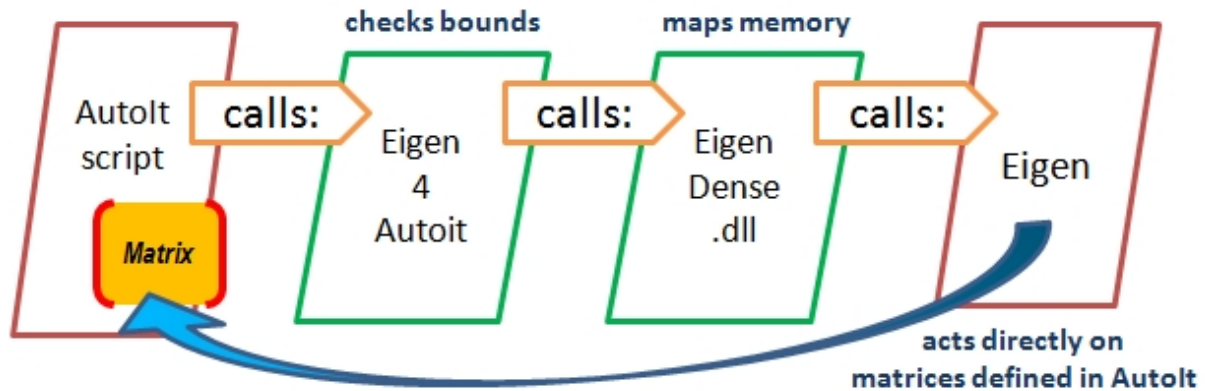 checks bounds
maps memory
AutoIt
script
Matrix
calls:
Eigen
4
Autoit
calls:
Eigen
Dense
.dll
calls:
Eigen
acts directly on
matrices defined in AutoIt